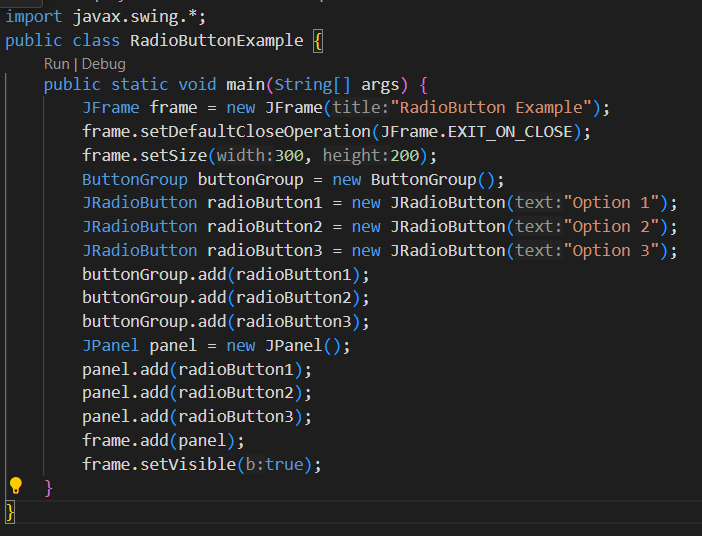 import javax.swing.*;
public class RadioButtonExample {
Run | Debug
public static void main(String[] args) {
JFrame frame = new JFrame(title:"RadioButton Example");
frame.setDefaultCloseOperation(JFrame.EXIT_ON_CLOSE);
frame.setSize(width:300, height:200);
ButtonGroup buttonGroup = new ButtonGroup();
JRadioButton radioButton1 = new JRadioButton(text:"Option 1");
JRadioButton radioButton2 = new JRadioButton(text:"Option 2");
JRadioButton radioButton3 = new JRadioButton(text:"Option 3");
buttonGroup.add(radioButton1);
buttonGroup.add(radioButton2);
buttonGroup.add(radioButton3);
JPanel panel = new JPanel();
panel.add(radioButton1);
panel.add(radioButton2);
panel.add(radioButton3);
frame.add(panel);
frame.setVisible(b:true);
}
}